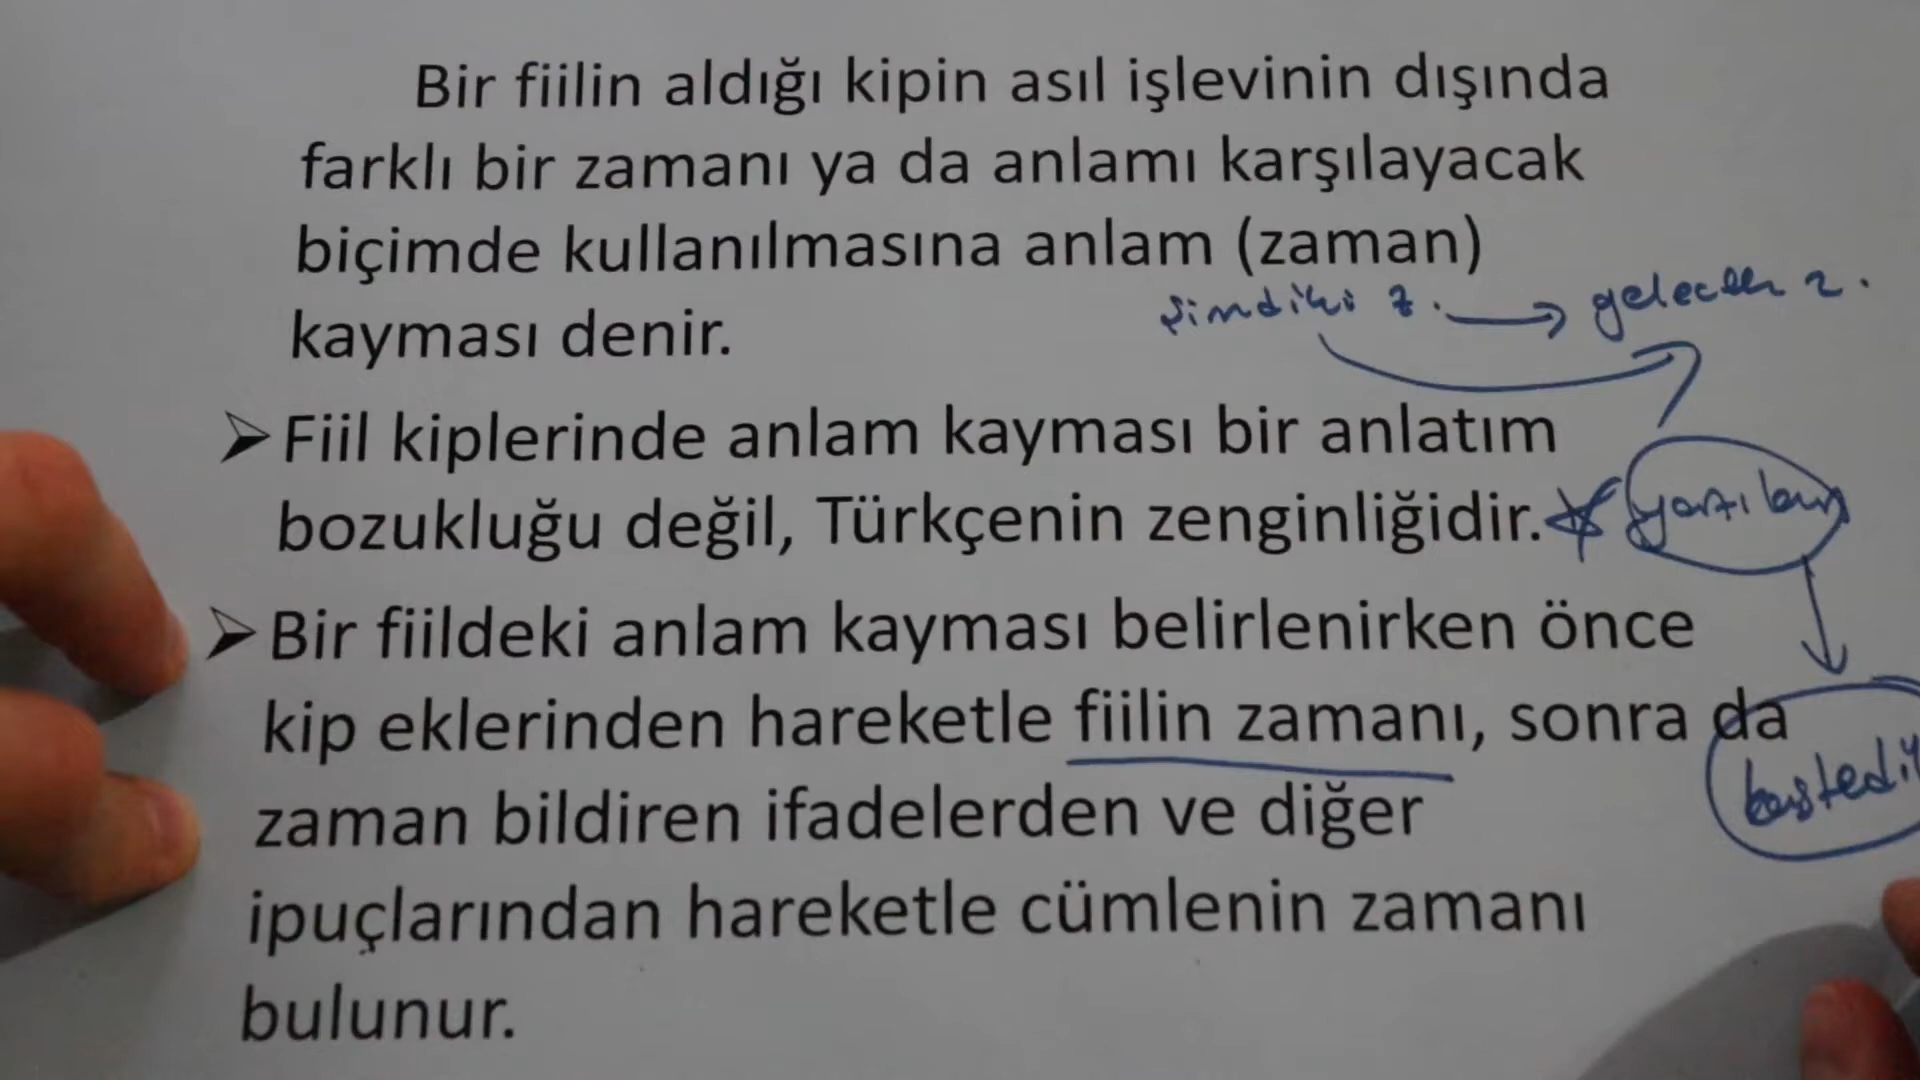 Bir fiilin aldığı kipin asıl işlevinin dışında
farklı bir zamanı ya da anlamı karşılayacak
biçimde kullanılmasına anlam (zaman)
şimdiki z. → gelecek z.
kayması denir.
➢ Fiil kiplerinde anlam kayması bir anlatım
bozukluğu değil, Türkçenin zenginliğidir.
yazılan
➢ Bir fiildeki anlam kayması belirlenirken önce
kip eklerinden hareketle fiilin zamanı, sonra da
zaman bildiren ifadelerden ve diğer
ipuçlarından hareketle cümlenin zamanı
bulunur.